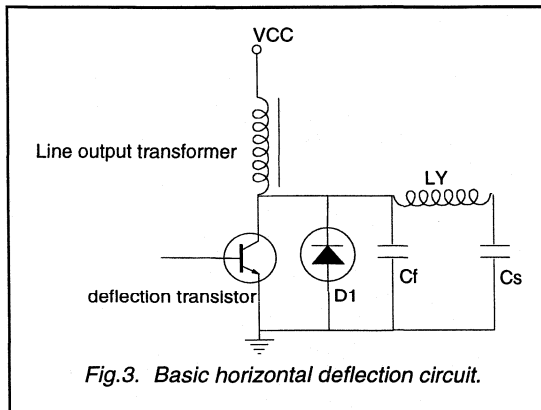 VCC
Line output transformer
LY
deflection transistor
D1
Cf
Cs
Fig.3. Basic horizontal deflection circuit.